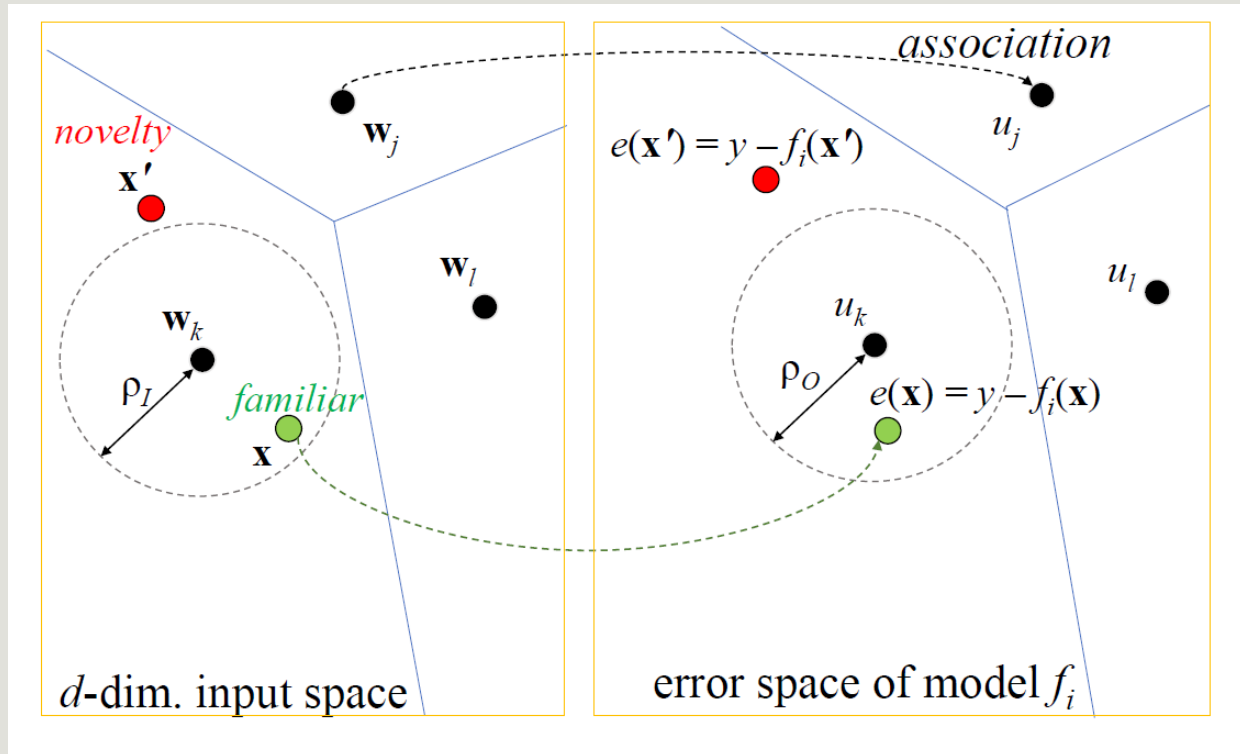 novelty
x'
w_j
w_l
w_k
ρ_I
familiar
x
d-dim. input space
association
u_j
e(x') = y – f_i(x')
u_l
u_k
ρ_O
e(x) = y – f_i(x)
error space of model f_i